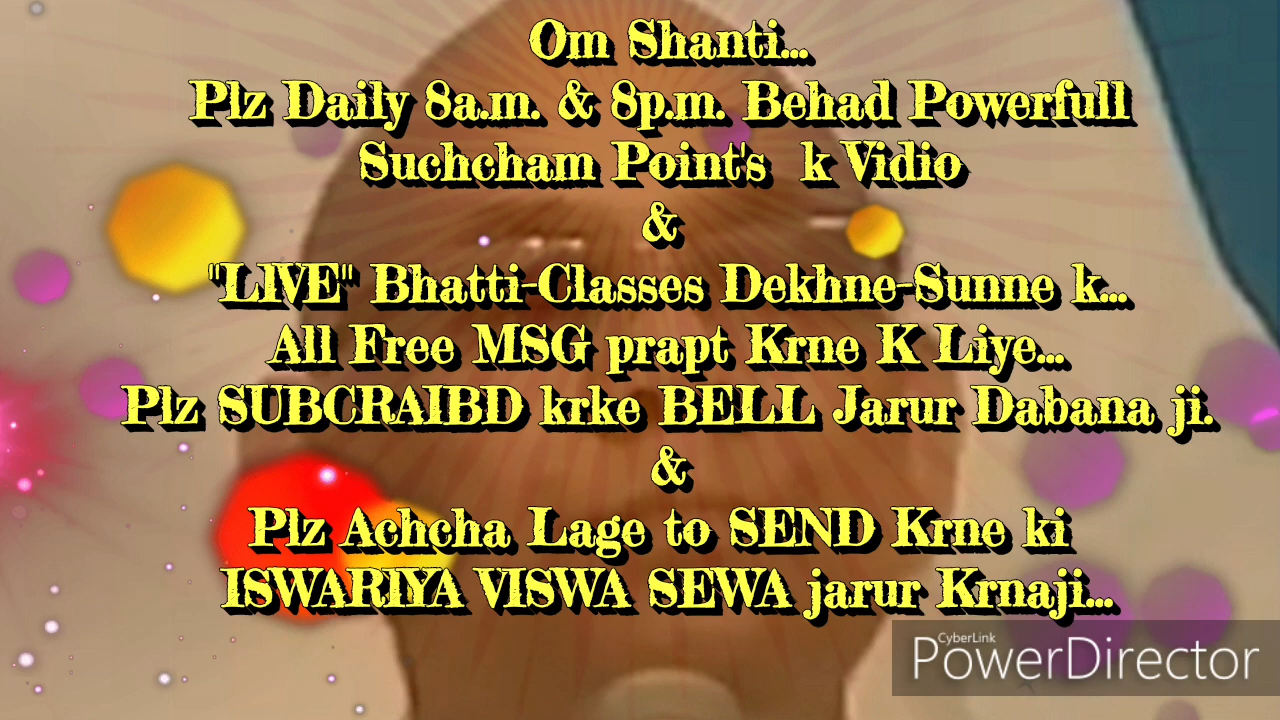 Om Shanti...
Plz Daily 8a.m. & 8p.m. Behad Powerfull
Suchcham Point's k Vidio
&
"LIVE" Bhatti-Classes Dekhne-Sunne k...
All Free MSG prapt Krne K Liye...
Plz SUBCRAIBD krke BELL Jarur Dabana ji.
&
Plz Achcha Lage to SEND Krne ki
ISWARIYA VISWA SEWA jarur Krnaji...
CyberLink
PowerDirector